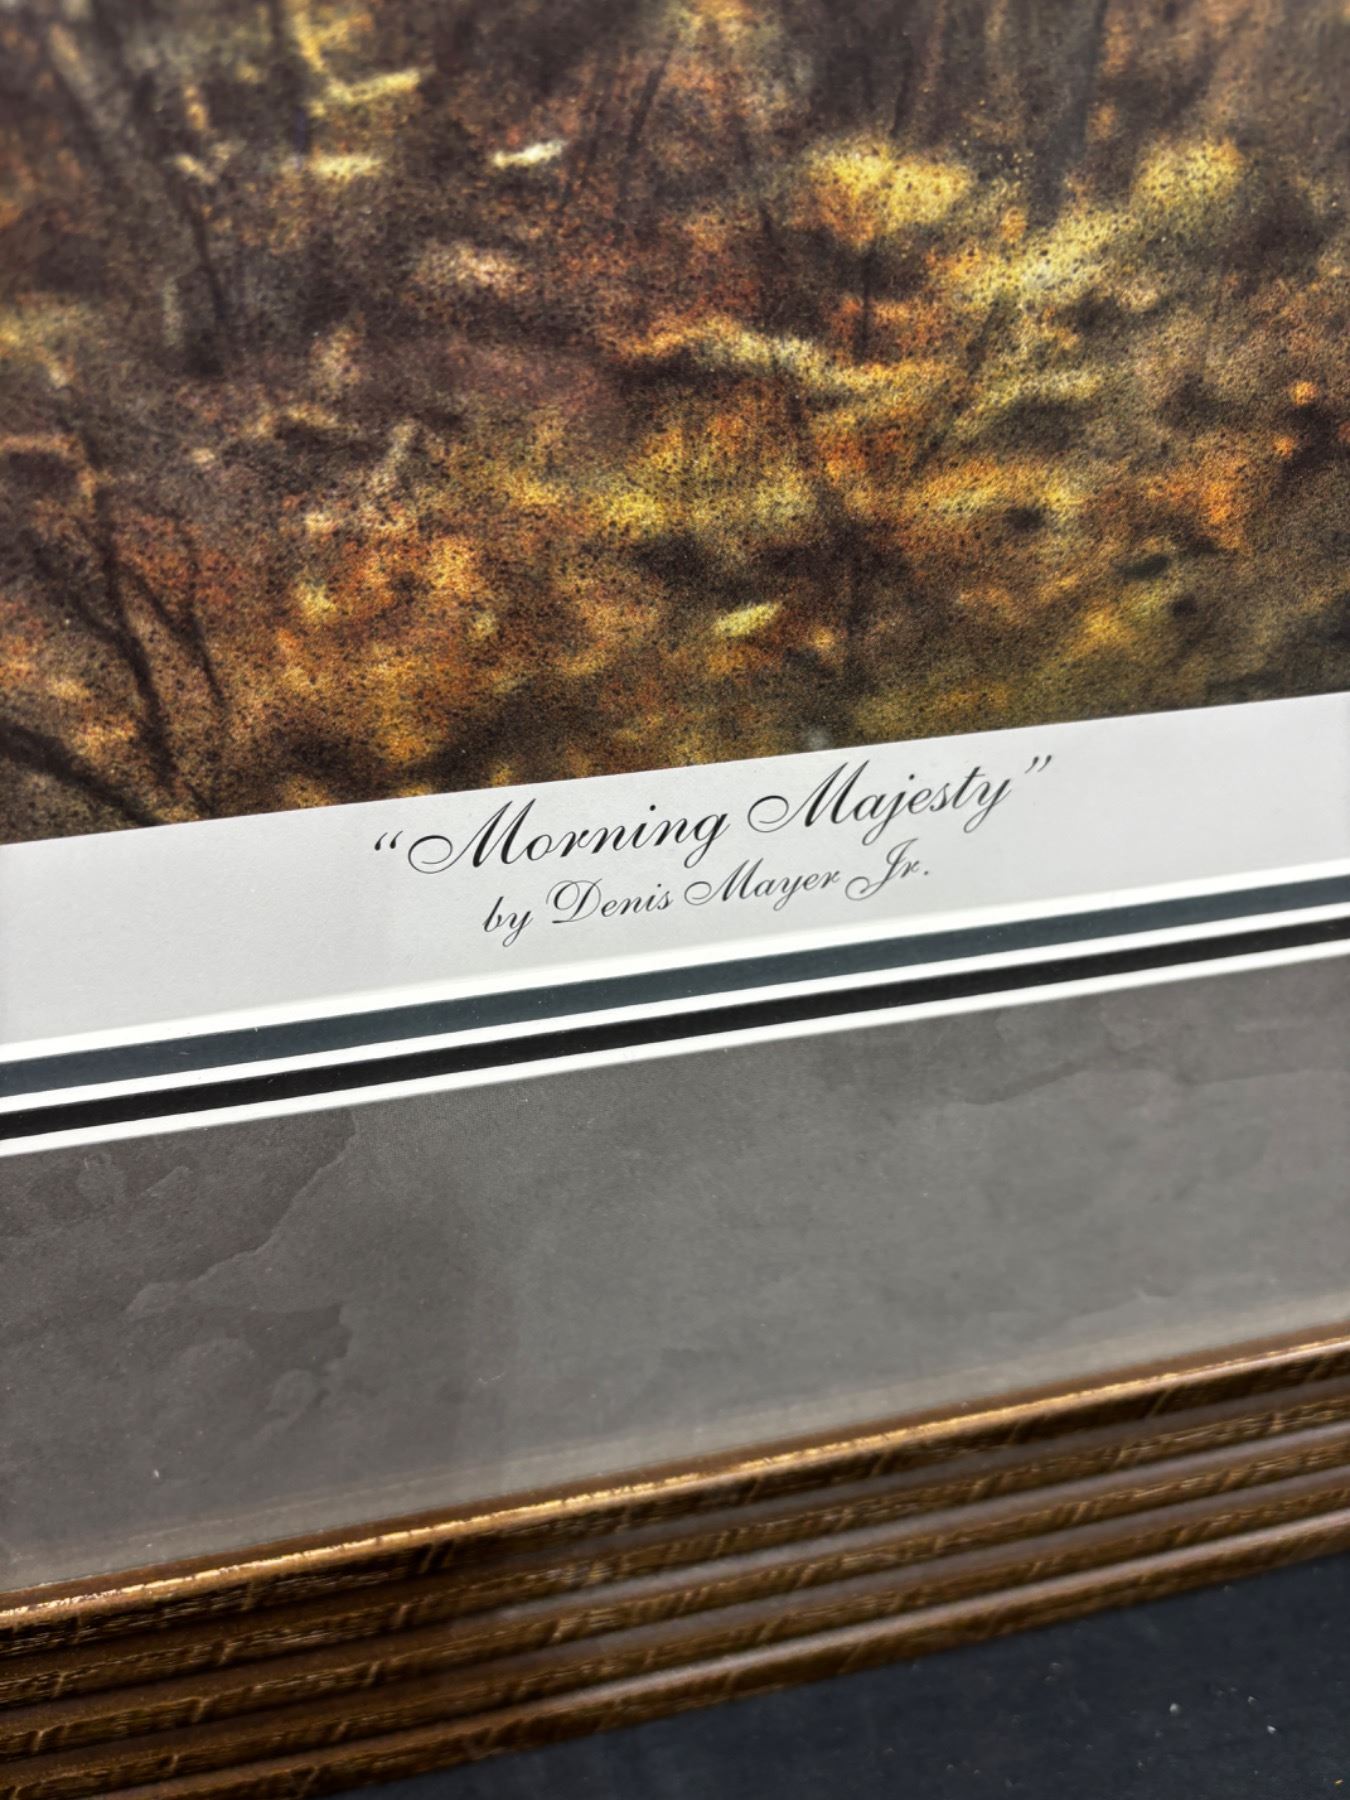 “Morning Majesty”
by Denis Mayer Jr.